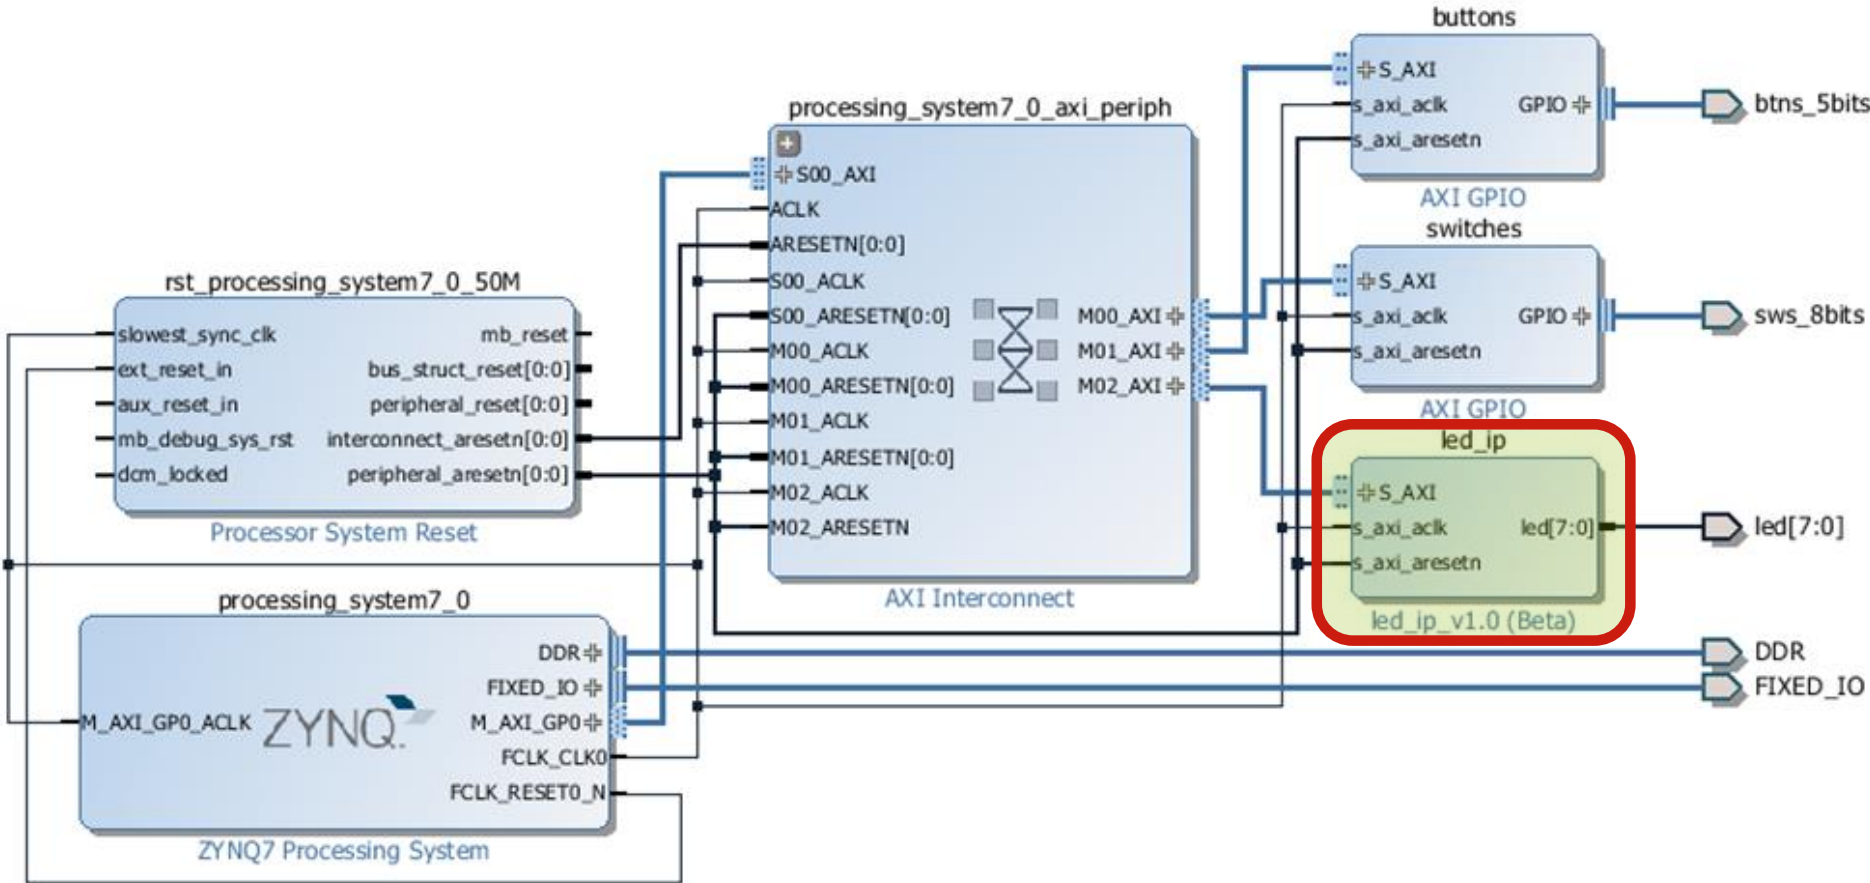 rst_processing_system7_0_50M
slowest_sync_clk
ext_reset_in
aux_reset_in
mb_debug_sys_rst
dcm_locked
mb_reset
bus_struct_reset[0:0]
peripheral_reset[0:0]
interconnect_aresetn[0:0]
peripheral_aresetn[0:0]
Processor System Reset
processing_system7_0
M_AXI_GP0_ACLK
ZYNQ.
DDR
FIXED_IO
M_AXI_GP0
FCLK_CLK0
FCLK_RESET0_N
ZYNQ7 Processing System
processing_system7_0_axi_periph
S00_AXI
ACLK
ARESETN[0:0]
S00_ACLK
S00_ARESETN[0:0]
M00_ACLK
M00_ARESETN[0:0]
M01_ACLK
M01_ARESETN[0:0]
M02_ACLK
M02_ARESETN
M00_AXI
M01_AXI
M02_AXI
AXI Interconnect
buttons
S_AXI
s_axi_aclk
s_axi_aresetn
GPIO
AXI GPIO
btns_5bits
switches
S_AXI
s_axi_aclk
s_axi_aresetn
GPIO
AXI GPIO
sws_8bits
led_ip
S_AXI
s_axi_aclk
s_axi_aresetn
led[7:0]
led_ip_v1.0 (Beta)
led[7:0]
DDR
FIXED_IO